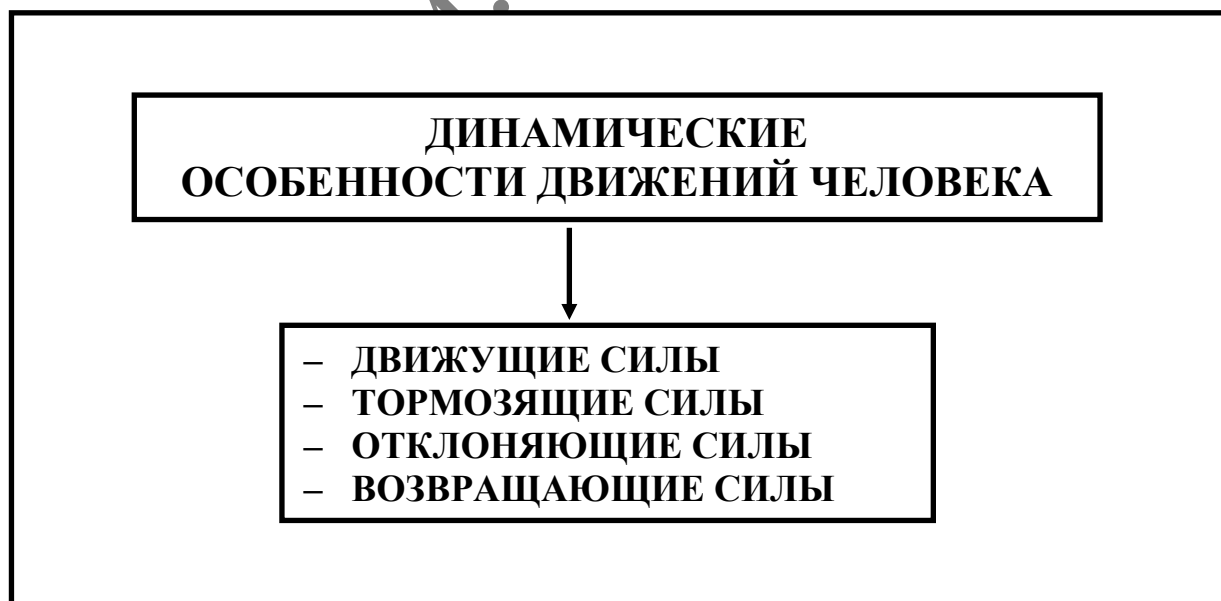 ДИНАМИЧЕСКИЕ
ОСОБЕННОСТИ ДВИЖЕНИЙ ЧЕЛОВЕКА
– ДВИЖУЩИЕ СИЛЫ
– ТОРМОЗЯЩИЕ СИЛЫ
– ОТКЛОНЯЮЩИЕ СИЛЫ
– ВОЗВРАЩАЮЩИЕ СИЛЫ